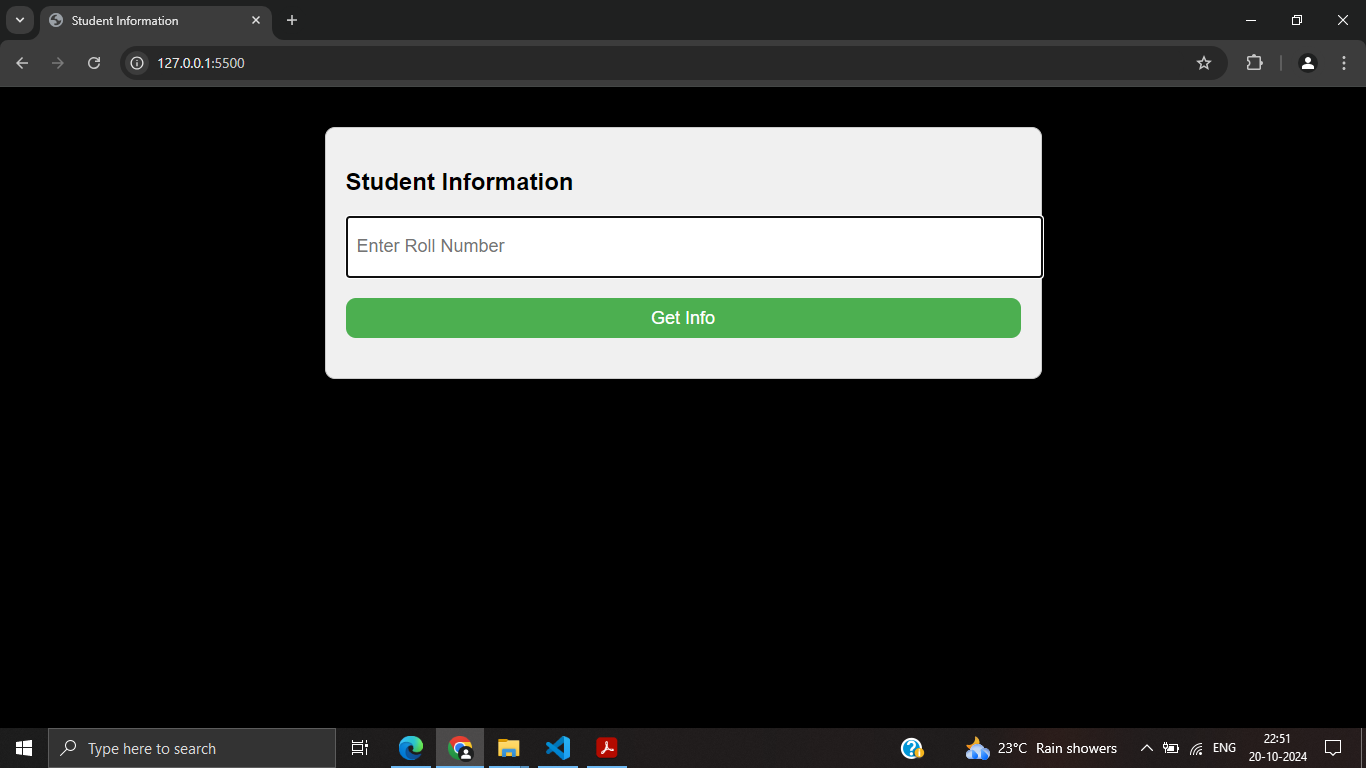 Student Information
127.0.0.1:5500
Student Information
Enter Roll Number
Get Info
Type here to search
23°C Rain showers
ENG
22:51
20-10-2024